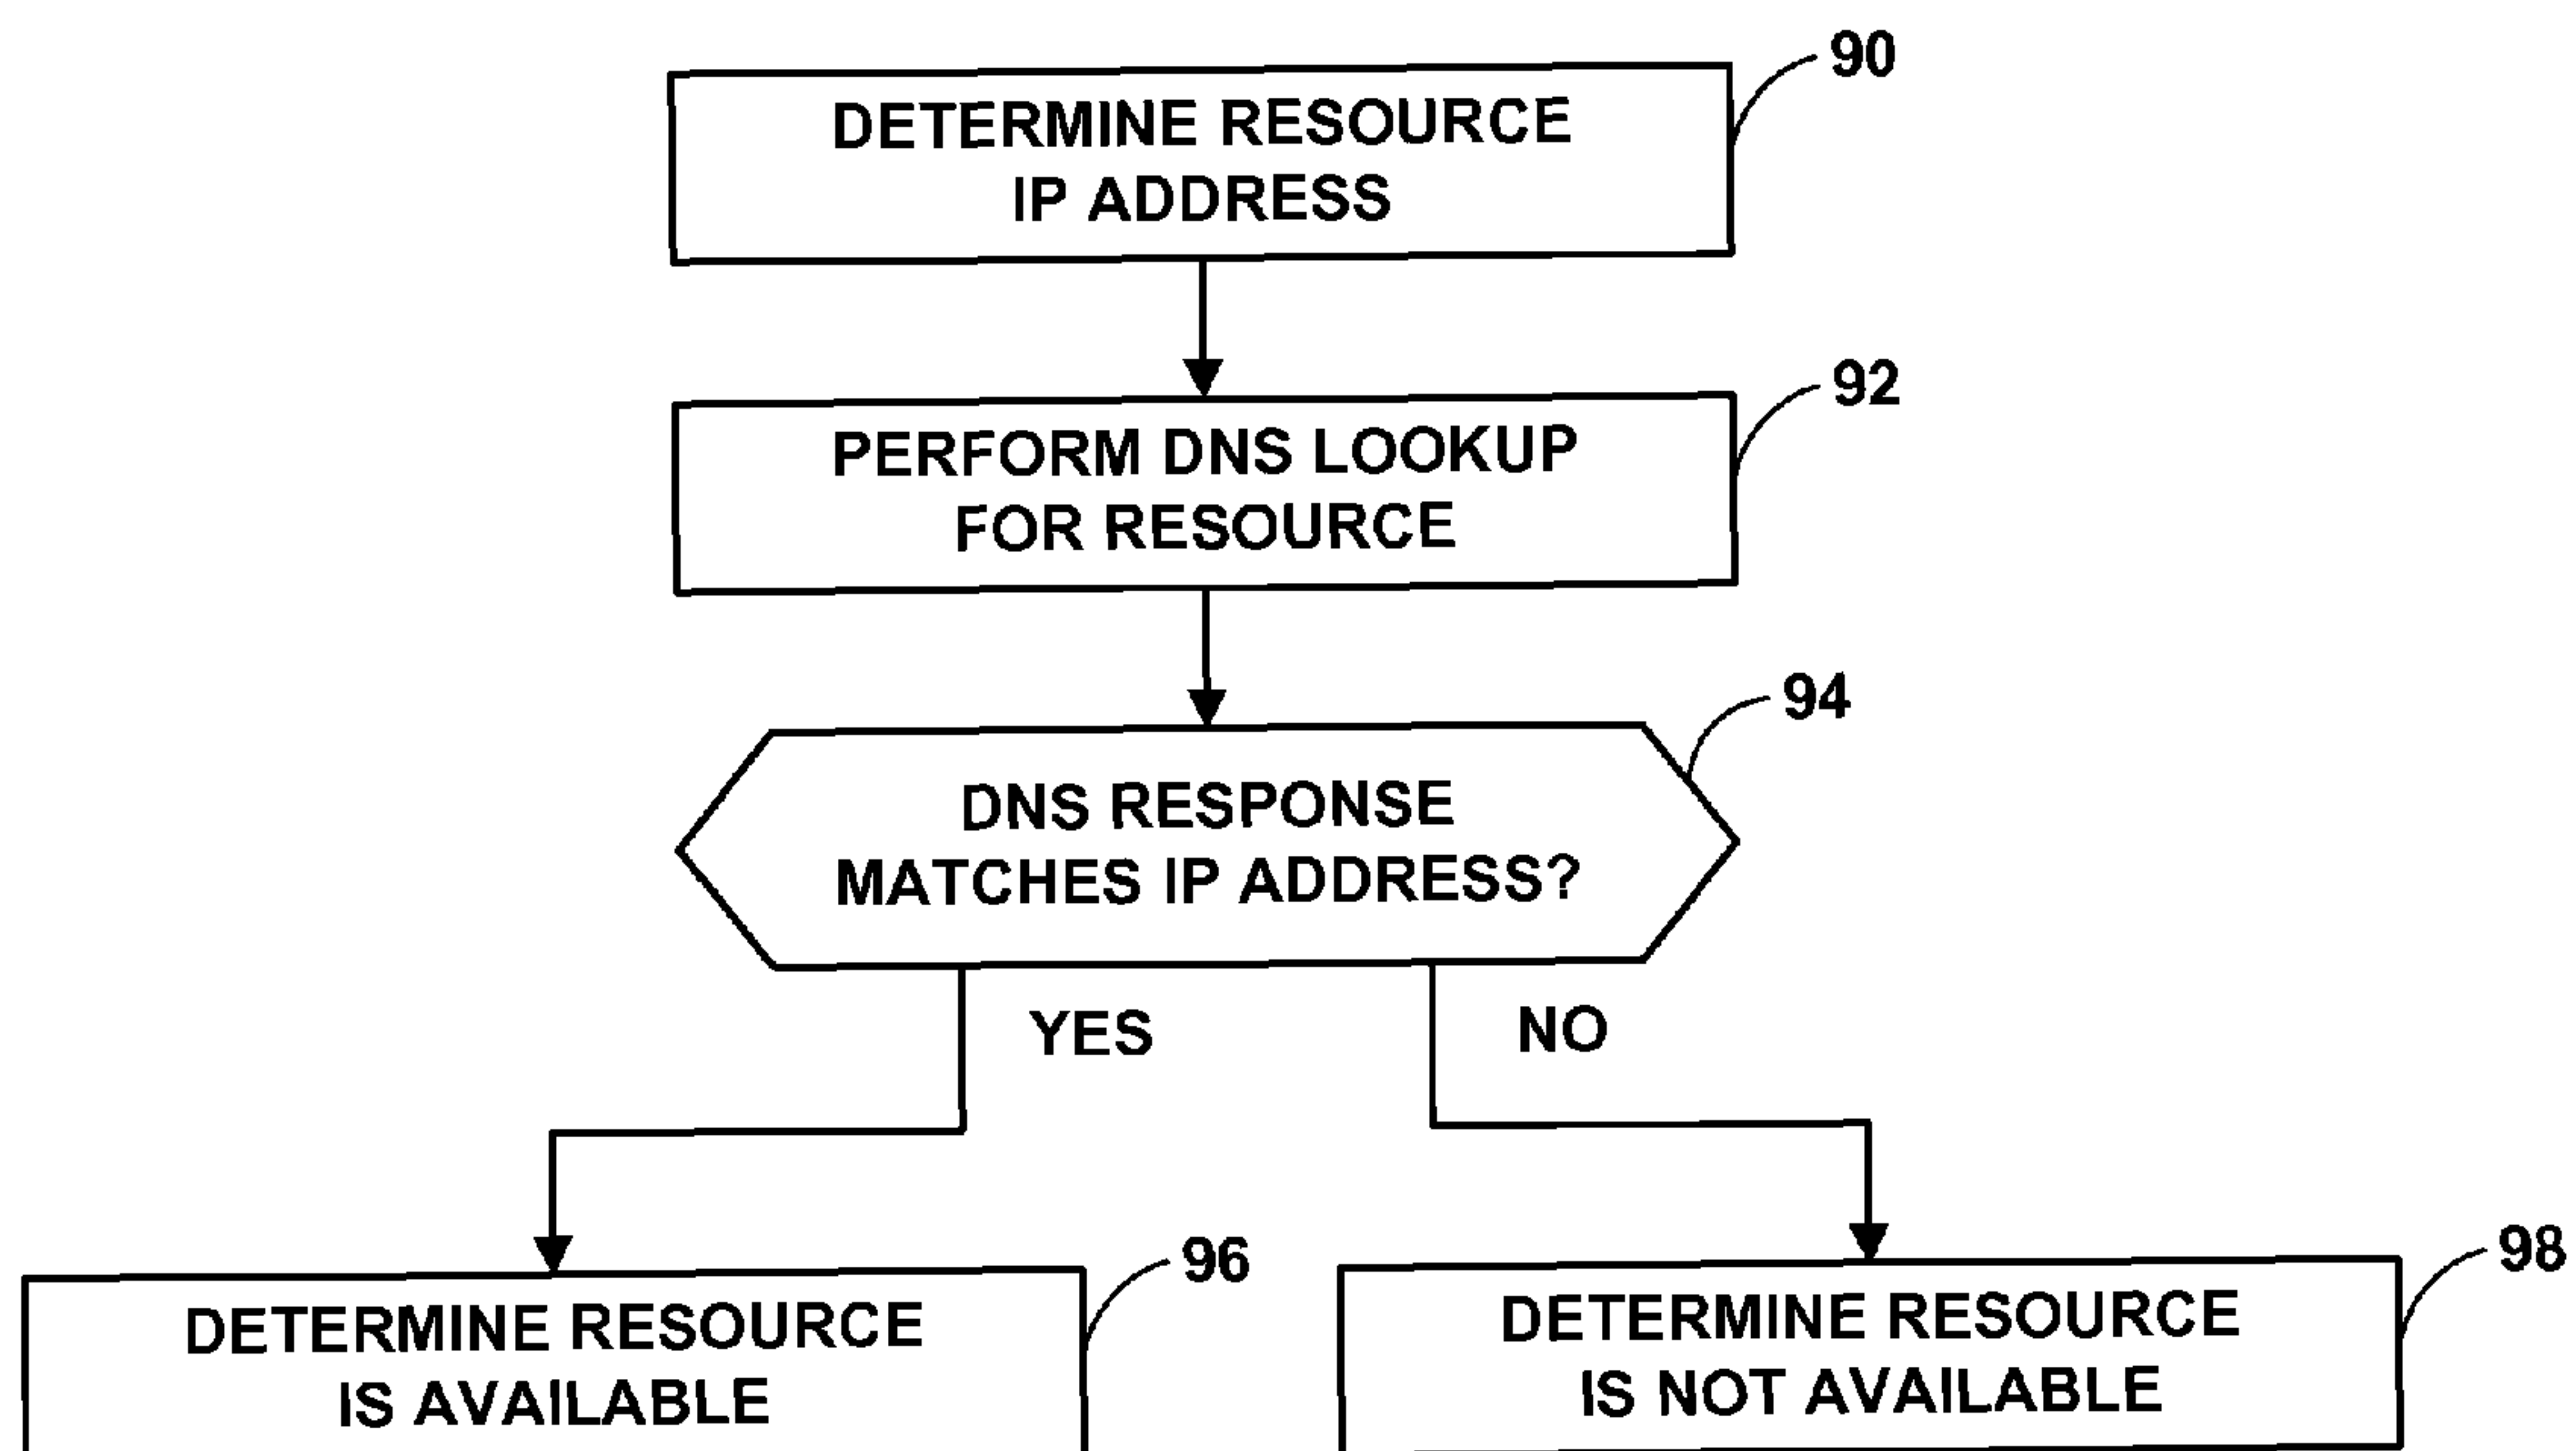 90
DETERMINE RESOURCE
IP ADDRESS
92
PERFORM DNS LOOKUP
FOR RESOURCE
94
DNS RESPONSE
MATCHES IP ADDRESS?
YES
NO
96
DETERMINE RESOURCE
IS AVAILABLE
98
DETERMINE RESOURCE
IS NOT AVAILABLE